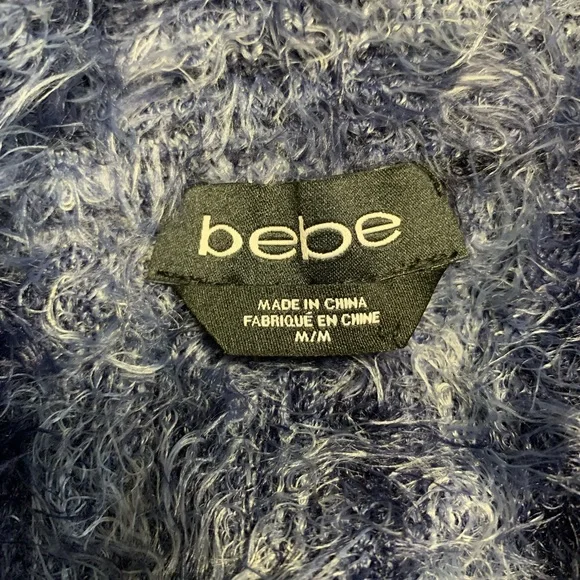 bebe
MADE IN CHINA
FABRIQUÉ EN CHINE
M/M